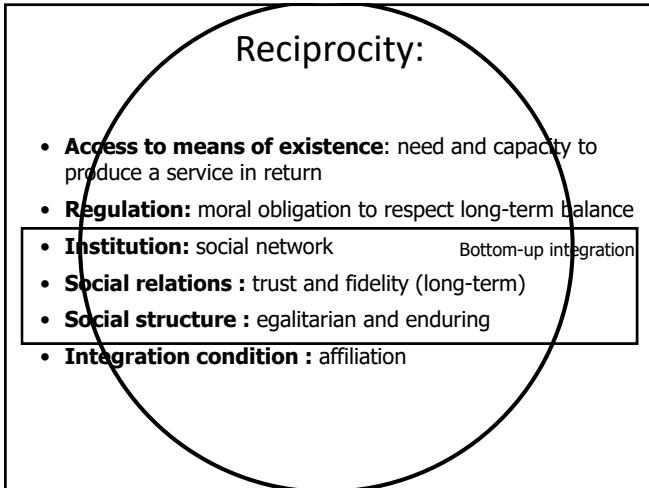 Reciprocity:
• Access to means of existence: need and capacity to
produce a service in return
• Regulation: moral obligation to respect long-term balance
• Institution: social network
Bottom-up integration
• Social relations : trust and fidelity (long-term)
• Social structure : egalitarian and enduring
• Integration condition : affiliation